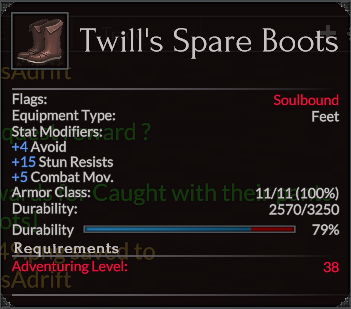 Twill's Spare Boots
Flags: Soulbound
Equipment Type: Feet
Stat Modifiers:
+4 Avoid
+15 Stun Resists
+5 Combat Mov.
Armor Class: 11/11 (100%)
Durability: 2570/3250
Durability 79%
Requirements
Adventuring Level: 38